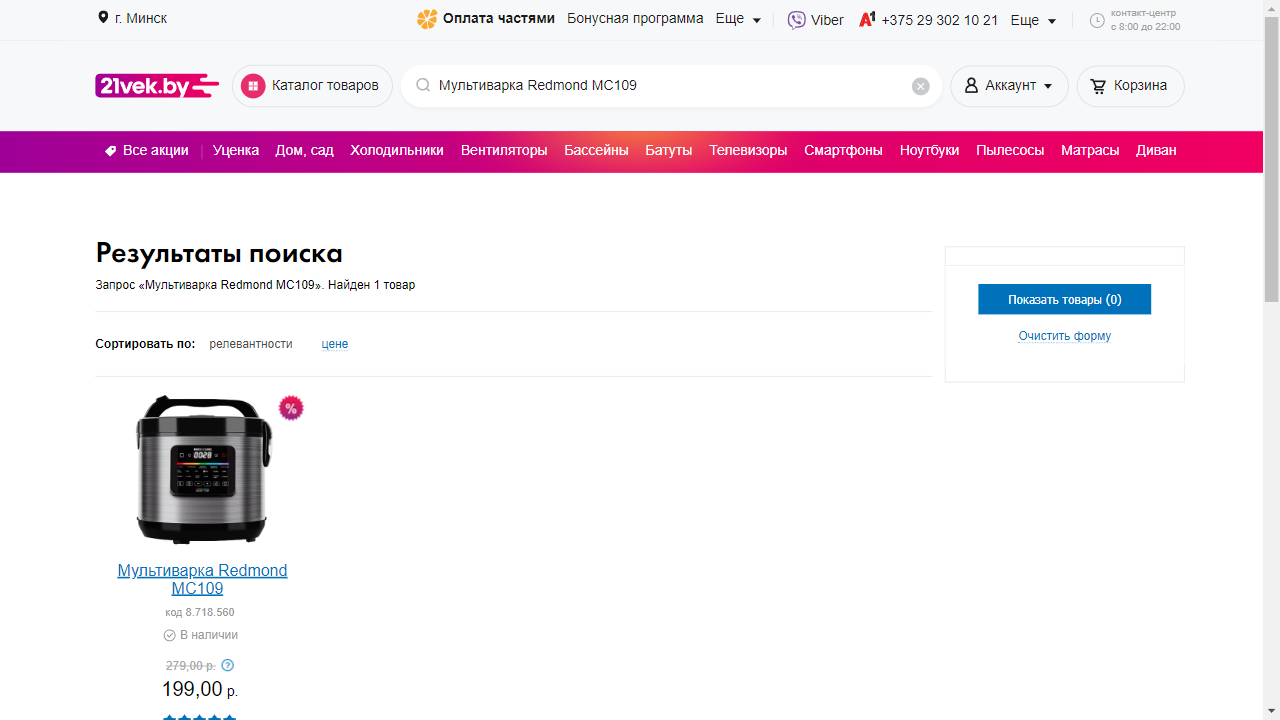 г. Минск
Оплата частями Бонусная программа Еще Viber A1 +375 29 302 10 21 Еще контакт-центр
с 8:00 до 22:00
21vek.by Каталог товаров Мультиварка Redmond MC109 Аккаунт Корзина
Все акции Уценка Дом, сад Холодильники Вентиляторы Бассейны Батуты Телевизоры Смартфоны Ноутбуки Пылесосы Матрасы Диван
Результаты поиска
Запрос «Мультиварка Redmond MC109». Найден 1 товар
Показать товары (0)
Очистить форму
Сортировать по: релевантности цене
%
Мультиварка Redmond
MC109
код 8.718.560
В наличии
279,00 р. ?
199,00 р.